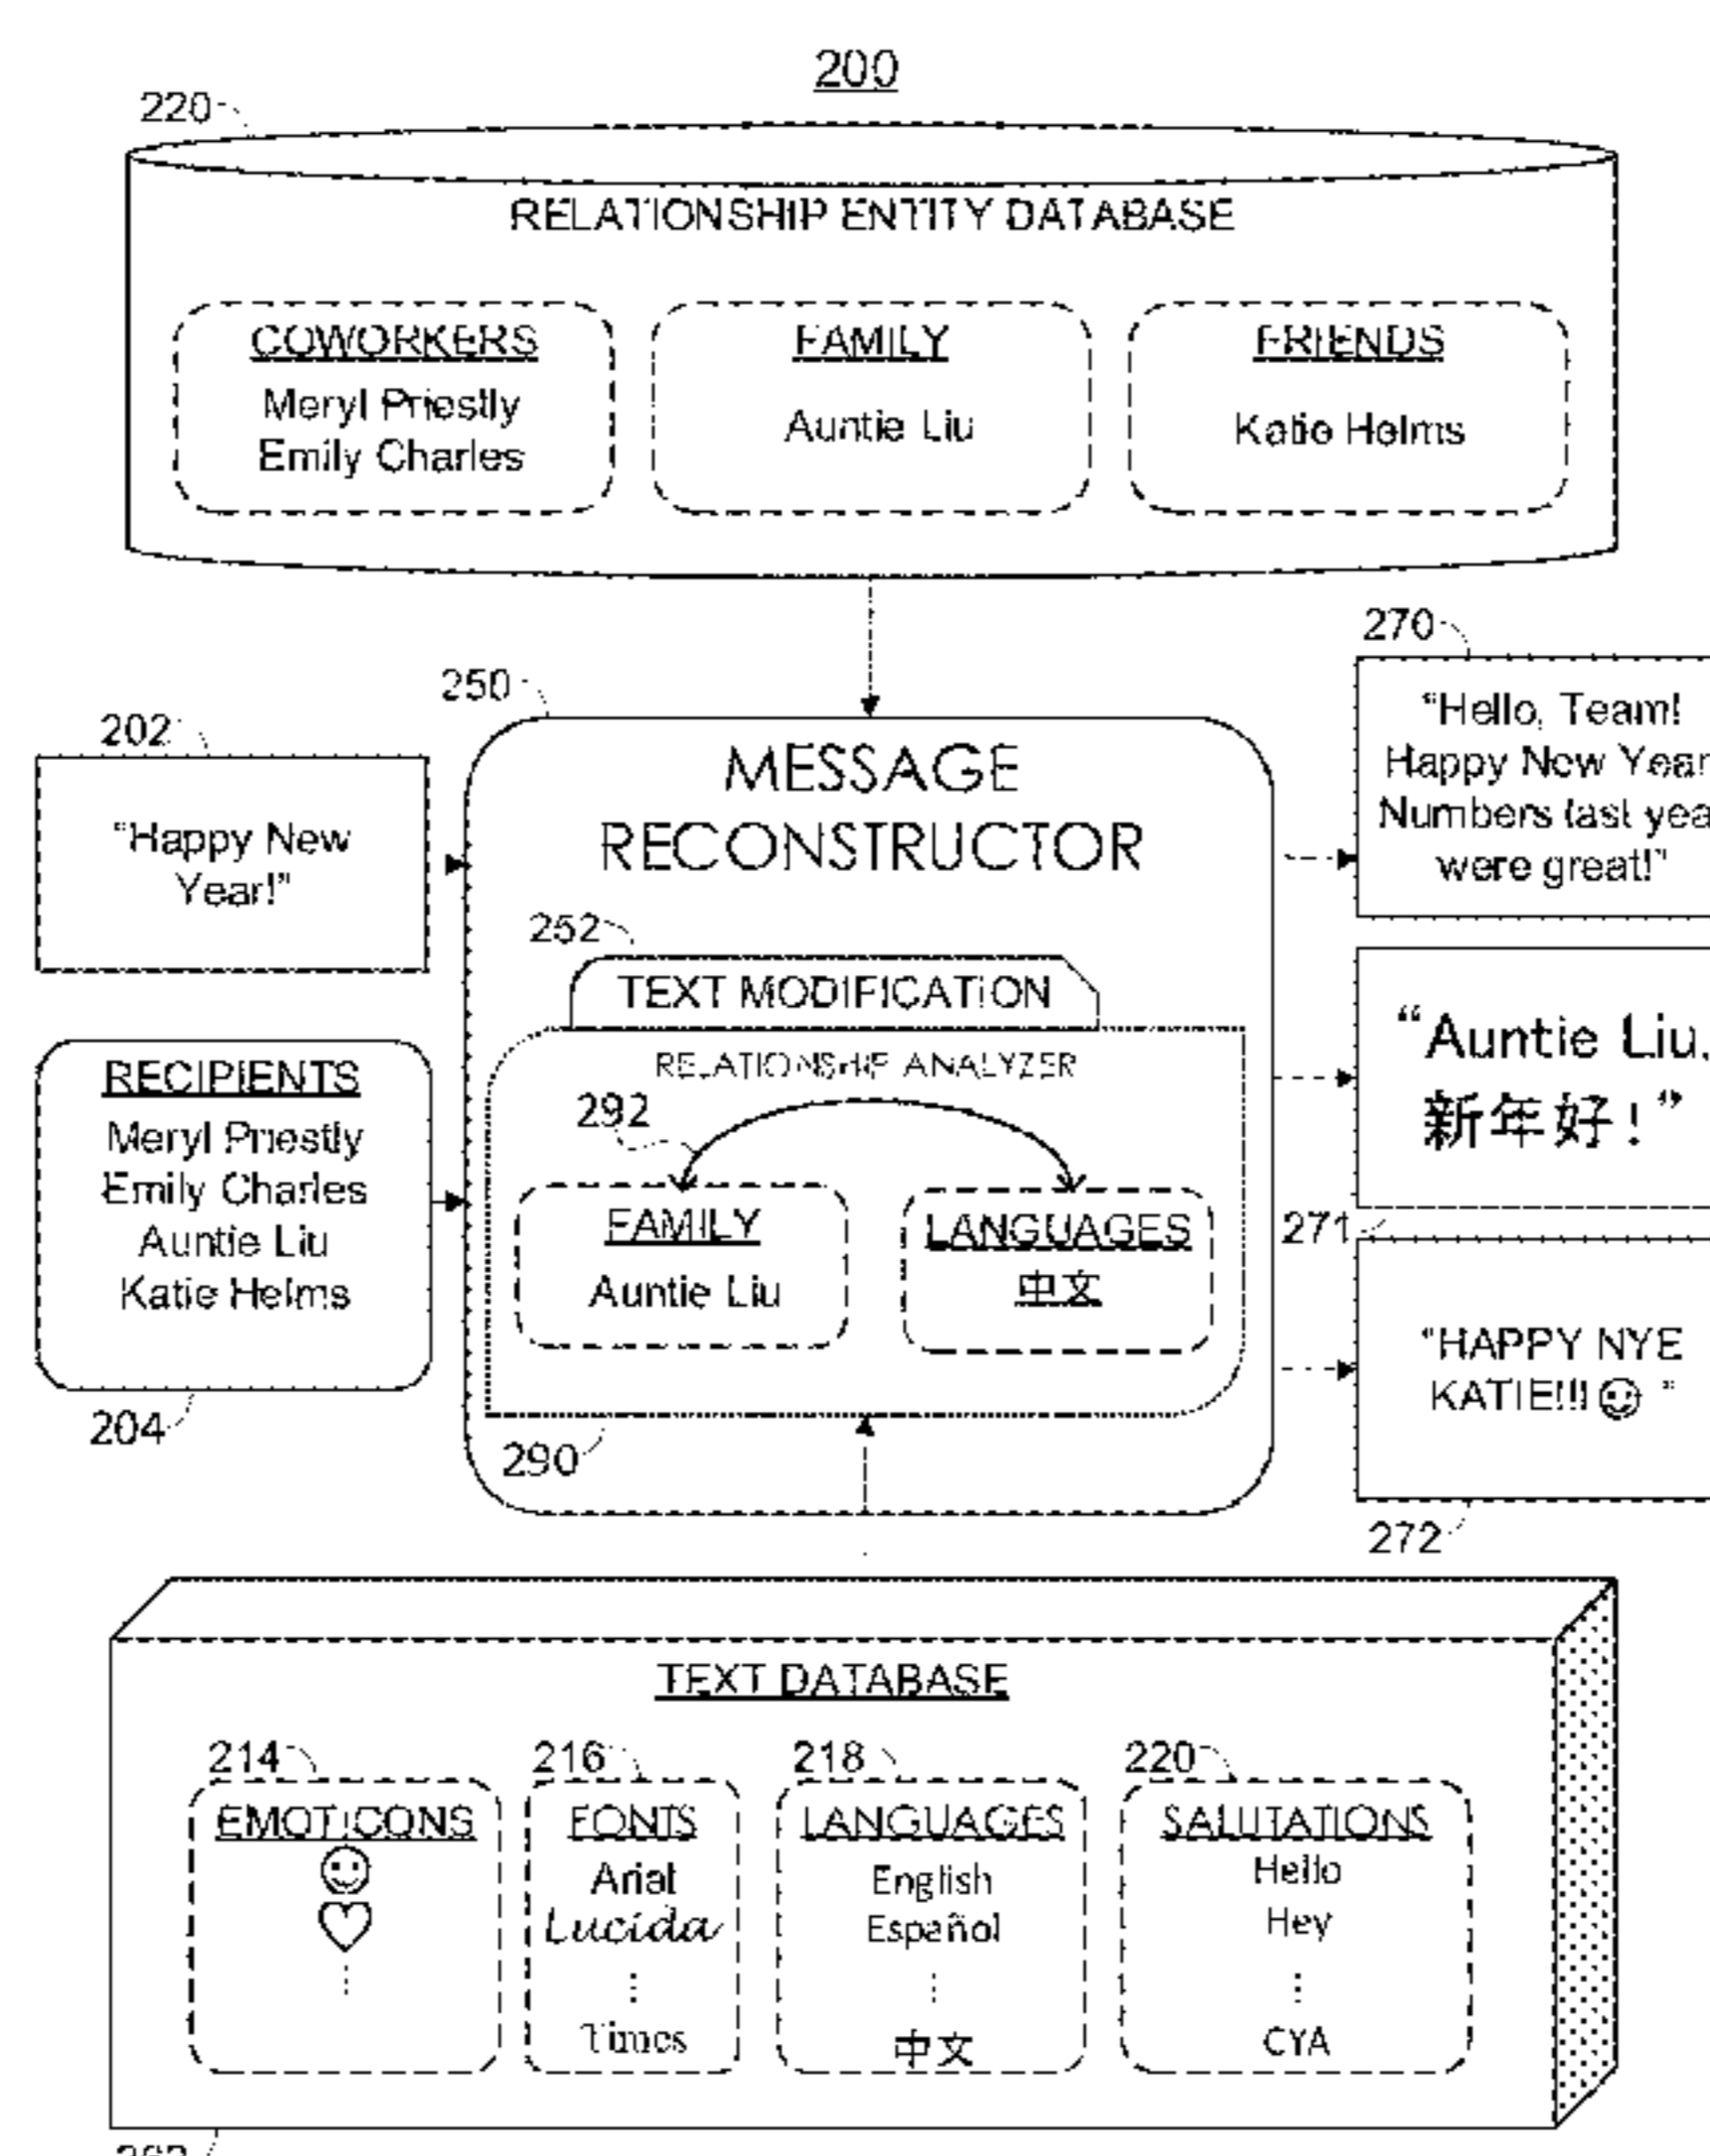 200
220
RELATIONSHIP ENTITY DATABASE
COWORKERS
Meryl Priestly
Emily Charles
FAMILY
Auntie Liu
FRIENDS
Katie Helms
250
202
"Happy New
Year!"
RECIPIENTS
Meryl Priestly
Emily Charles
Auntie Liu
Katie Helms
204
MESSAGE
RECONSTRUCTOR
252
TEXT MODIFICATION
RELATIONSHIP ANALYZER
292
FAMILY
Auntie Liu
LANGUAGES
中文
290
270
"Hello, Team!
Happy New Year
Numbers last yea
were great!"
"Auntie Liu,
新年好!"
271
"HAPPY NYE
KATIE!!!☺ "
272
TEXT DATABASE
214
EMOTICONS
☺
♡
⋮
216
FONTS
Arial
Lucida
⋮
Times
218
LANGUAGES
English
Español
⋮
中文
220
SALUTATIONS
Hello
Hey
⋮
CYA